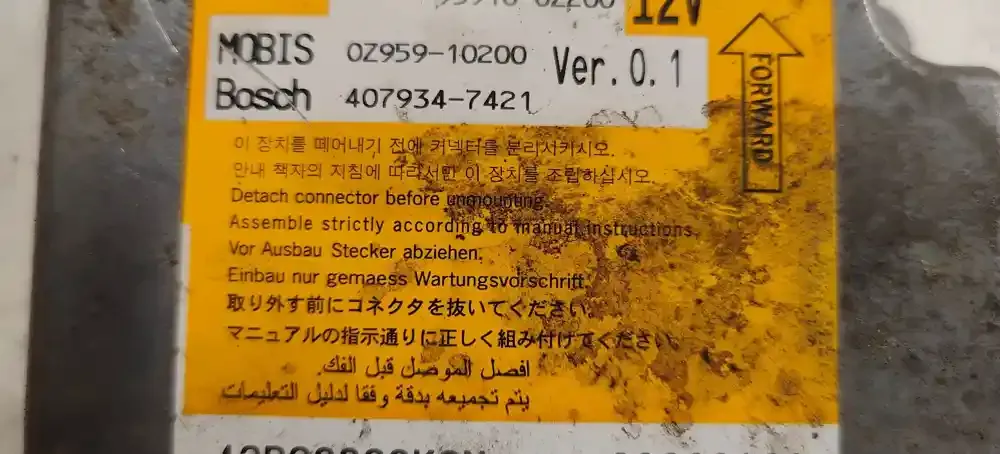 12V
MOBIS 0Z959-10200 Ver.0.1
Bosch 407934-7421
FORWARD
이 장치를 떼어내기 전에 커넥터를 분리서키시오.
안내 책자의 지침에 따라서한 이 장치를 조립하십시오.
Detach connector before unmounting.
Assemble strictly according to manual instructions.
Vor Ausbau Stecker abziehen.
Einbau nur gemaess Wartungsvorschrift.
取り外す前にコネクタを抜いてください。
マニュアルの指示通りに正しく組み付けてください。
افصل الموصل قبل الفك.
يتم تجميعه بدقة وفقا لدليل التعليمات